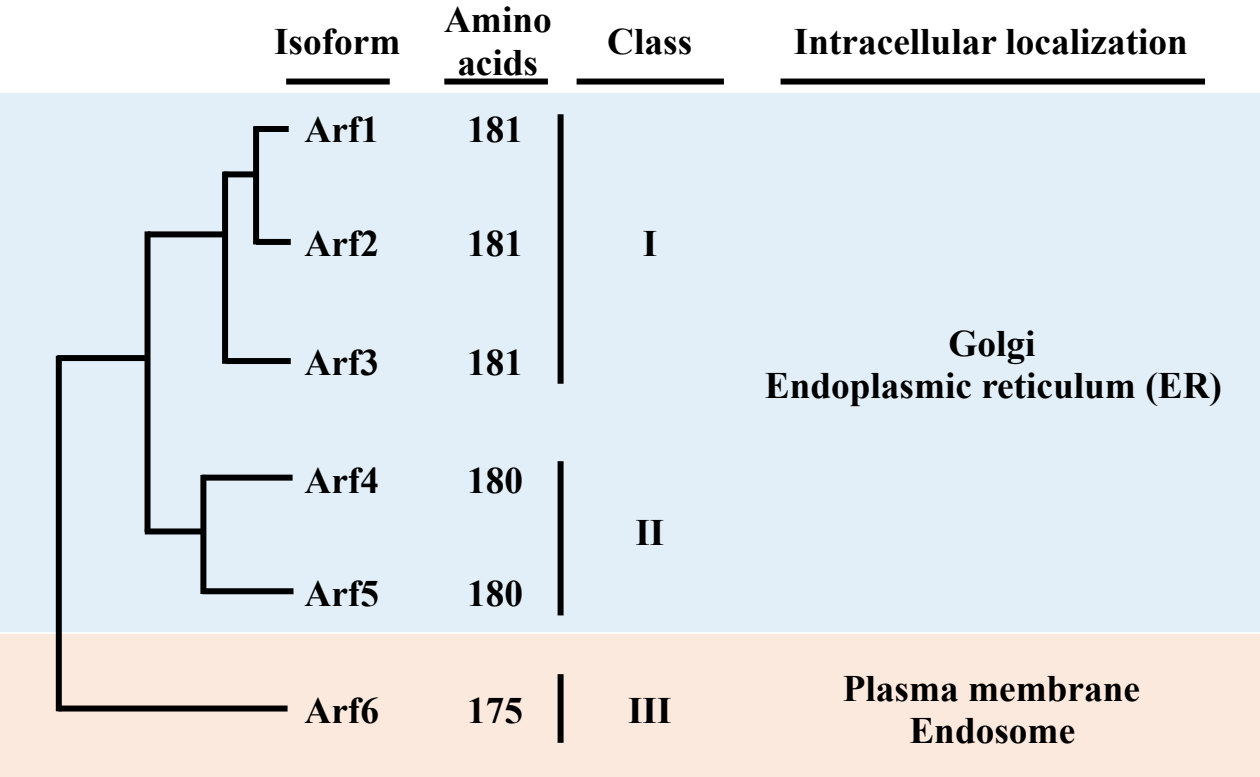 Isoform Amino acids Class Intracellular localization
Arf1 181
Arf2 181 I
Arf3 181
Golgi
Endoplasmic reticulum (ER)
Arf4 180
II
Arf5 180
Arf6 175 III
Plasma membrane
Endosome